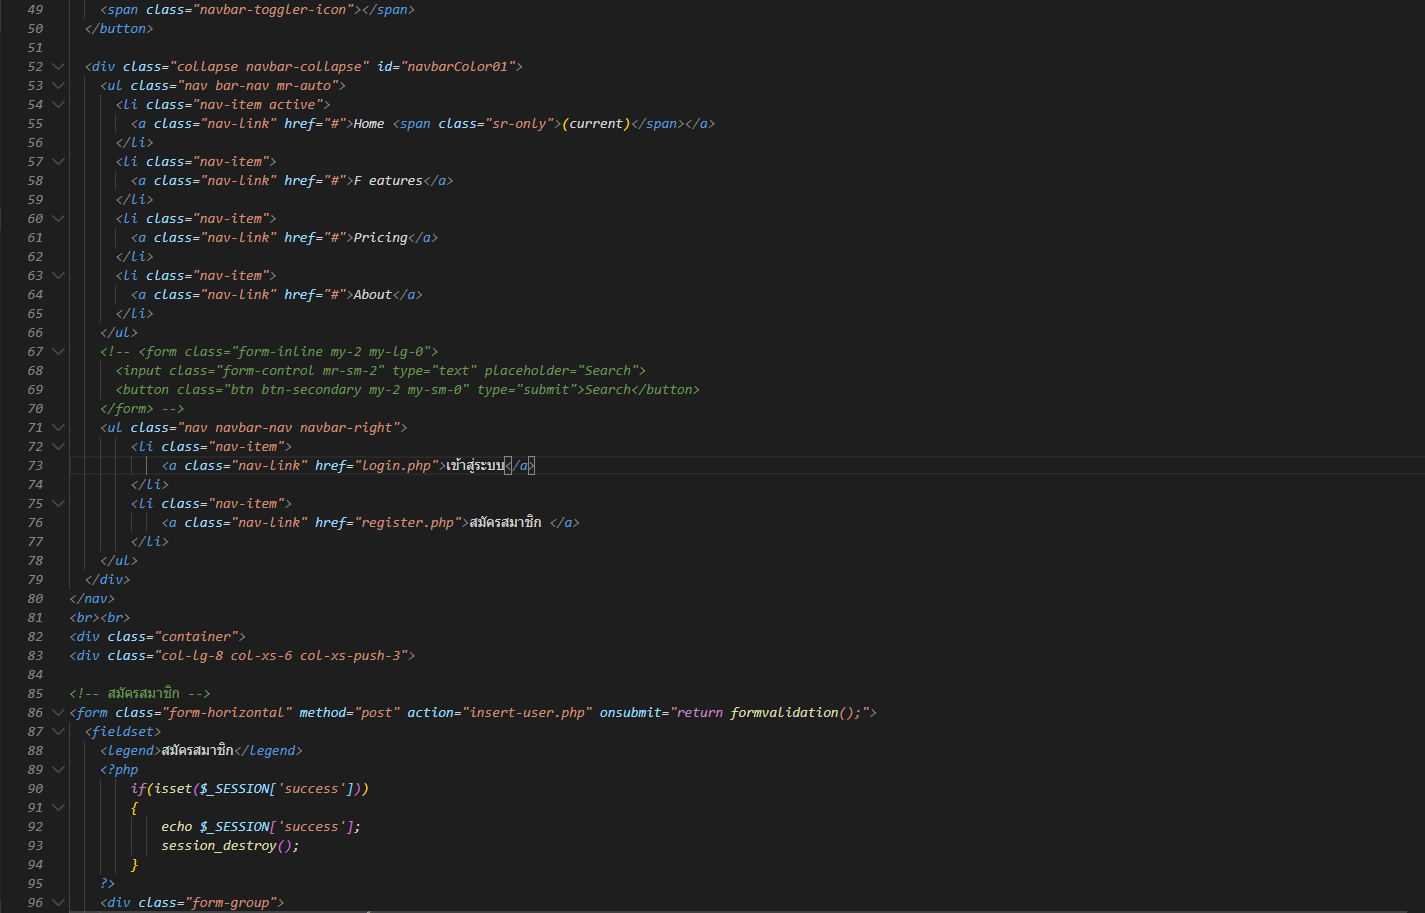 49 <span class="navbar-toggler-icon"></span>
50 </button>
51
52 <div class="collapse navbar-collapse" id="navbarColor01">
53 <ul class="nav bar-nav mr-auto">
54 <li class="nav-item active">
55 <a class="nav-link" href="#">Home <span class="sr-only">(current)</span></a>
56 </li>
57 <li class="nav-item">
58 <a class="nav-link" href="#">F eatures</a>
59 </li>
60 <li class="nav-item">
61 <a class="nav-link" href="#">Pricing</a>
62 </li>
63 <li class="nav-item">
64 <a class="nav-link" href="#">About</a>
65 </li>
66 </ul>
67 <!-- <form class="form-inline my-2 my-lg-0">
68 <input class="form-control mr-sm-2" type="text" placeholder="Search">
69 <button class="btn btn-secondary my-2 my-sm-0" type="submit">Search</button>
70 </form> -->
71 <ul class="nav navbar-nav navbar-right">
72 <li class="nav-item">
73 <a class="nav-link" href="login.php">เข้าสู่ระบบ</a>
74 </li>
75 <li class="nav-item">
76 <a class="nav-link" href="register.php">สมัครสมาชิก </a>
77 </li>
78 </ul>
79 </div>
80 </nav>
81 <br><br>
82 <div class="container">
83 <div class="col-lg-8 col-xs-6 col-xs-push-3">
84
85 <!-- สมัครสมาชิก -->
86 <form class="form-horizontal" method="post" action="insert-user.php" onsubmit="return formvalidation();">
87 <fieldset>
88 <legend>สมัครสมาชิก</legend>
89 <?php
90 if(isset($_SESSION['success']))
91 {
92 echo $_SESSION['success'];
93 session_destroy();
94 }
95 ?>
96 <div class="form-group">